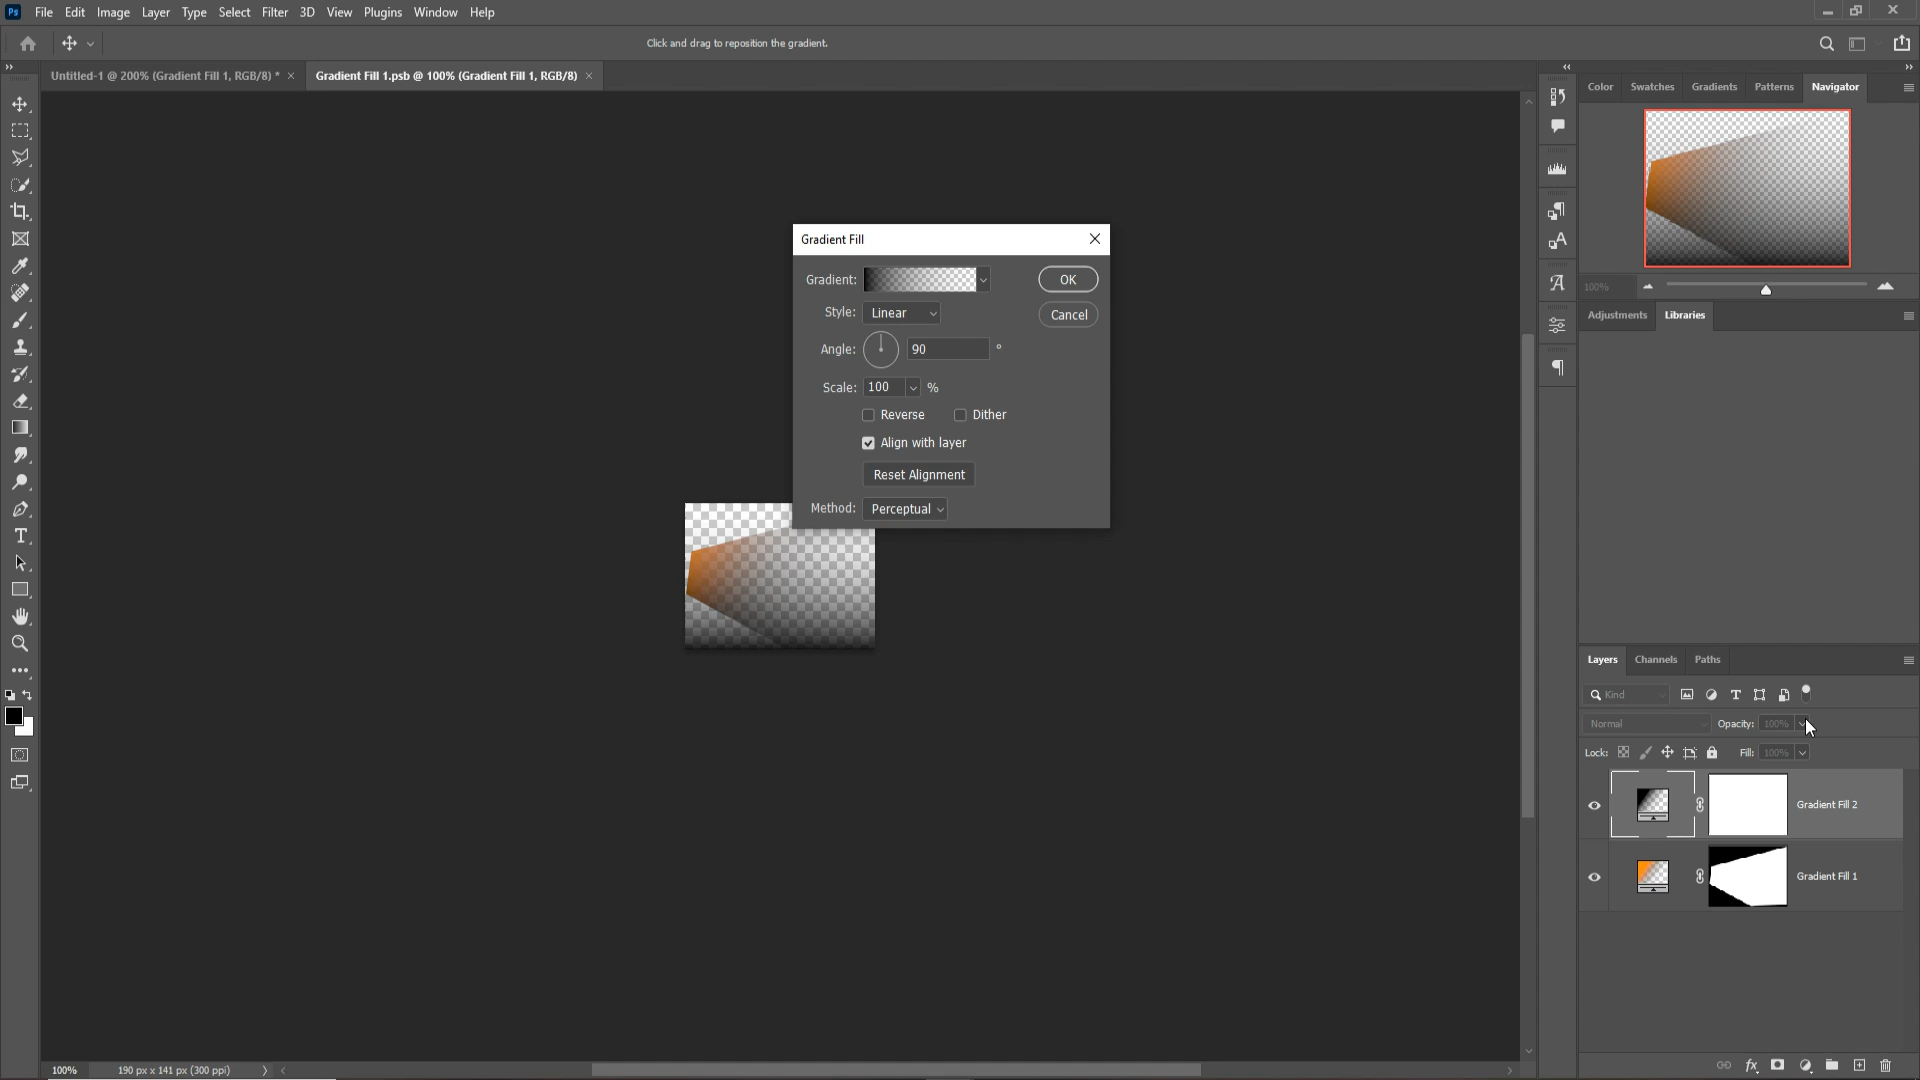 Ps File Edit Image Layer Type Select Filter 3D View Plugins Window Help
Click and drag to reposition the gradient.
Untitled-1 @ 200% (Gradient Fill 1, RGB/8) * × Gradient Fill 1.psb @ 100% (Gradient Fill 1, RGB/8) ×
Color Swatches Gradients Patterns Navigator
100%
Adjustments Libraries
Gradient Fill
Gradient: OK
Style: Linear Cancel
Angle: 90 °
Scale: 100 %
Reverse Dither
Align with layer
Reset Alignment
Method: Perceptual
Layers Channels Paths
Kind
Normal Opacity: 100%
Lock: Fill: 100%
Gradient Fill 2
Gradient Fill 1
100% 190 px x 141 px (300 ppi)